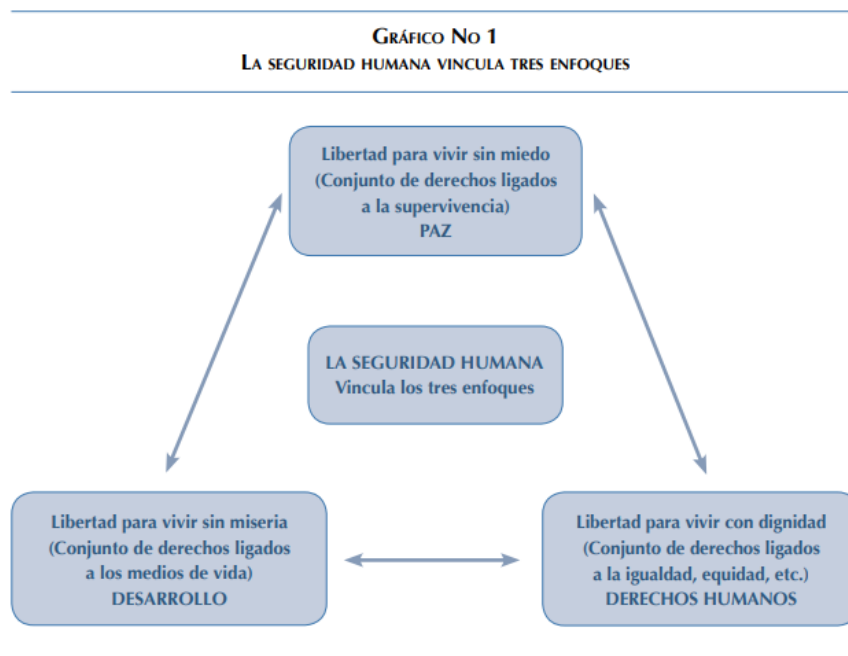 GRÁFICO NO 1
LA SEGURIDAD HUMANA VINCULA TRES ENFOQUES
Libertad para vivir sin miedo
(Conjunto de derechos ligados
a la supervivencia)
PAZ
LA SEGURIDAD HUMANA
Vincula los tres enfoques
Libertad para vivir sin miseria
(Conjunto de derechos ligados
a los medios de vida)
DESARROLLO
Libertad para vivir con dignidad
(Conjunto de derechos ligados
a la igualdad, equidad, etc.)
DERECHOS HUMANOS